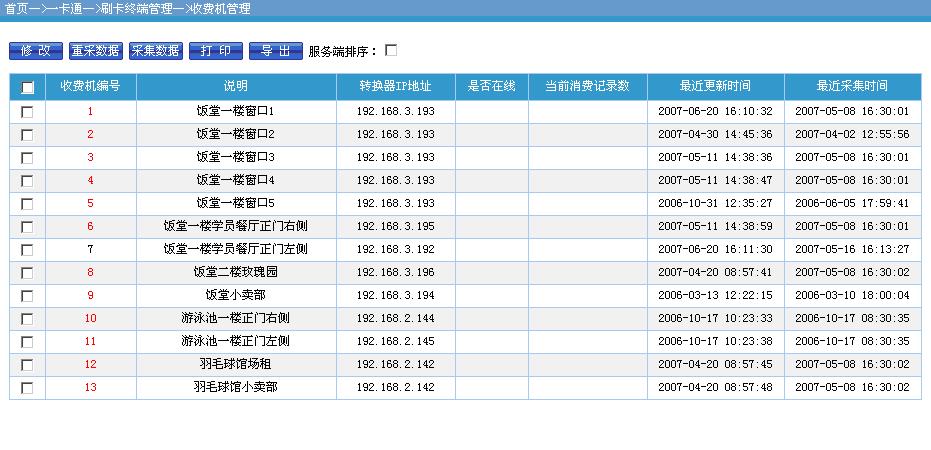 首页—>一卡通—>刷卡终端管理—>收费机管理
修 改 重采数据 采集数据 打 印 导 出 服务端排序：
收费机编号 说明 转换器IP地址 是否在线 当前消费记录数 最近更新时间 最近采集时间
1 饭堂一楼窗口1 192.168.3.193 2007-06-20 16:10:32 2007-05-08 16:30:01
2 饭堂一楼窗口2 192.168.3.193 2007-04-30 14:45:36 2007-04-02 12:55:56
3 饭堂一楼窗口3 192.168.3.193 2007-05-11 14:38:36 2007-05-08 16:30:01
4 饭堂一楼窗口4 192.168.3.193 2007-05-11 14:38:47 2007-05-08 16:30:01
5 饭堂一楼窗口5 192.168.3.193 2006-10-31 12:35:27 2006-06-05 17:59:41
6 饭堂一楼学员餐厅正门右侧 192.168.3.195 2007-05-11 14:38:59 2007-05-08 16:30:01
7 饭堂一楼学员餐厅正门左侧 192.168.3.192 2007-06-20 16:11:30 2007-05-16 16:13:27
8 饭堂二楼玫瑰园 192.168.3.196 2007-04-20 08:57:41 2007-05-08 16:30:02
9 饭堂小卖部 192.168.3.194 2006-03-13 12:22:15 2006-03-10 18:00:04
10 游泳池一楼正门右侧 192.168.2.144 2006-10-17 10:23:33 2006-10-17 08:30:35
11 游泳池一楼正门左侧 192.168.2.145 2006-10-17 10:23:38 2006-10-17 08:30:35
12 羽毛球馆场租 192.168.2.142 2007-04-20 08:57:45 2007-05-08 16:30:02
13 羽毛球馆小卖部 192.168.2.142 2007-04-20 08:57:48 2007-05-08 16:30:02